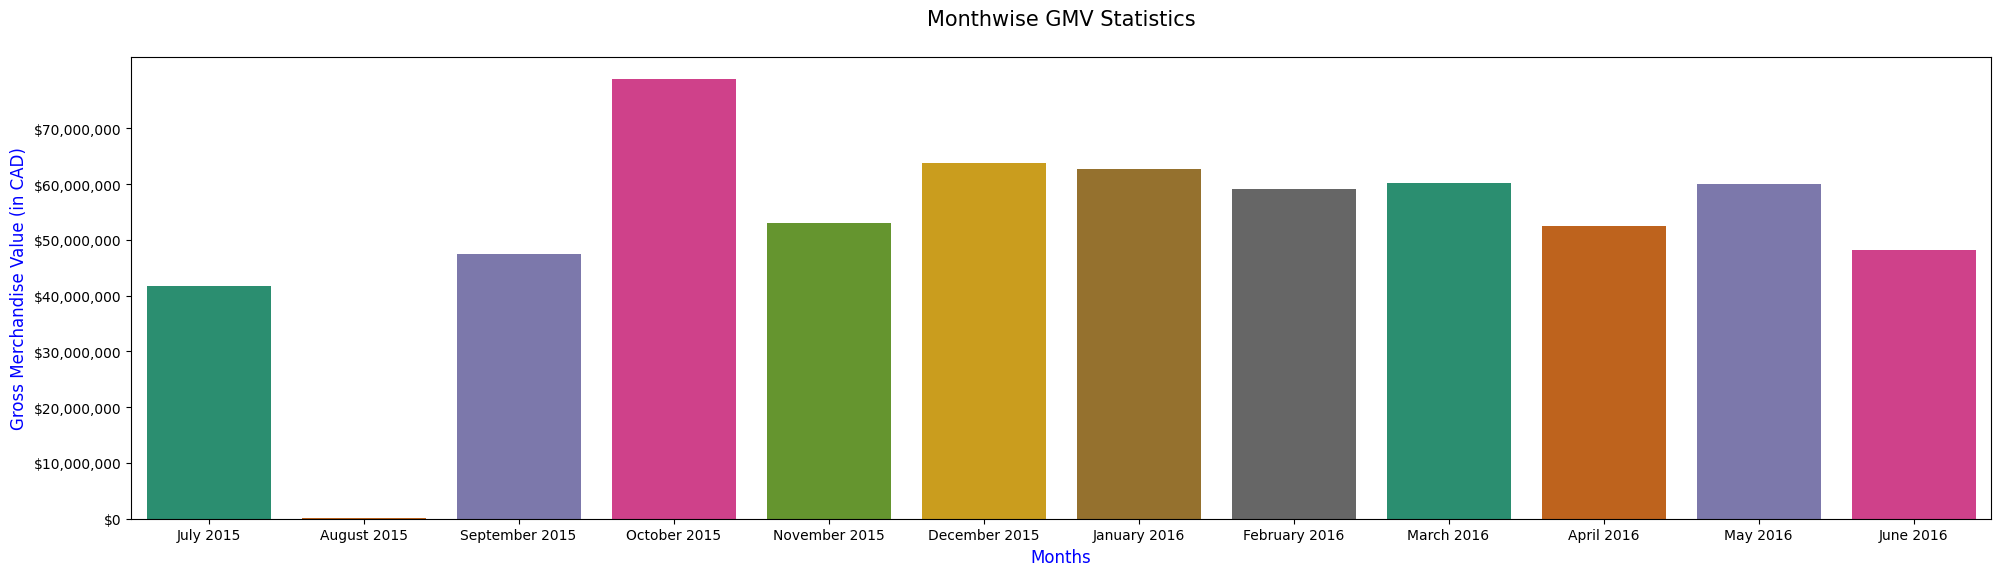 Monthwise GMV Statistics
Gross Merchandise Value (in CAD)
$70,000,000
$60,000,000
$50,000,000
$40,000,000
$30,000,000
$20,000,000
$10,000,000
$0
July 2015 August 2015 September 2015 October 2015 November 2015 December 2015 January 2016 February 2016 March 2016 April 2016 May 2016 June 2016
Months